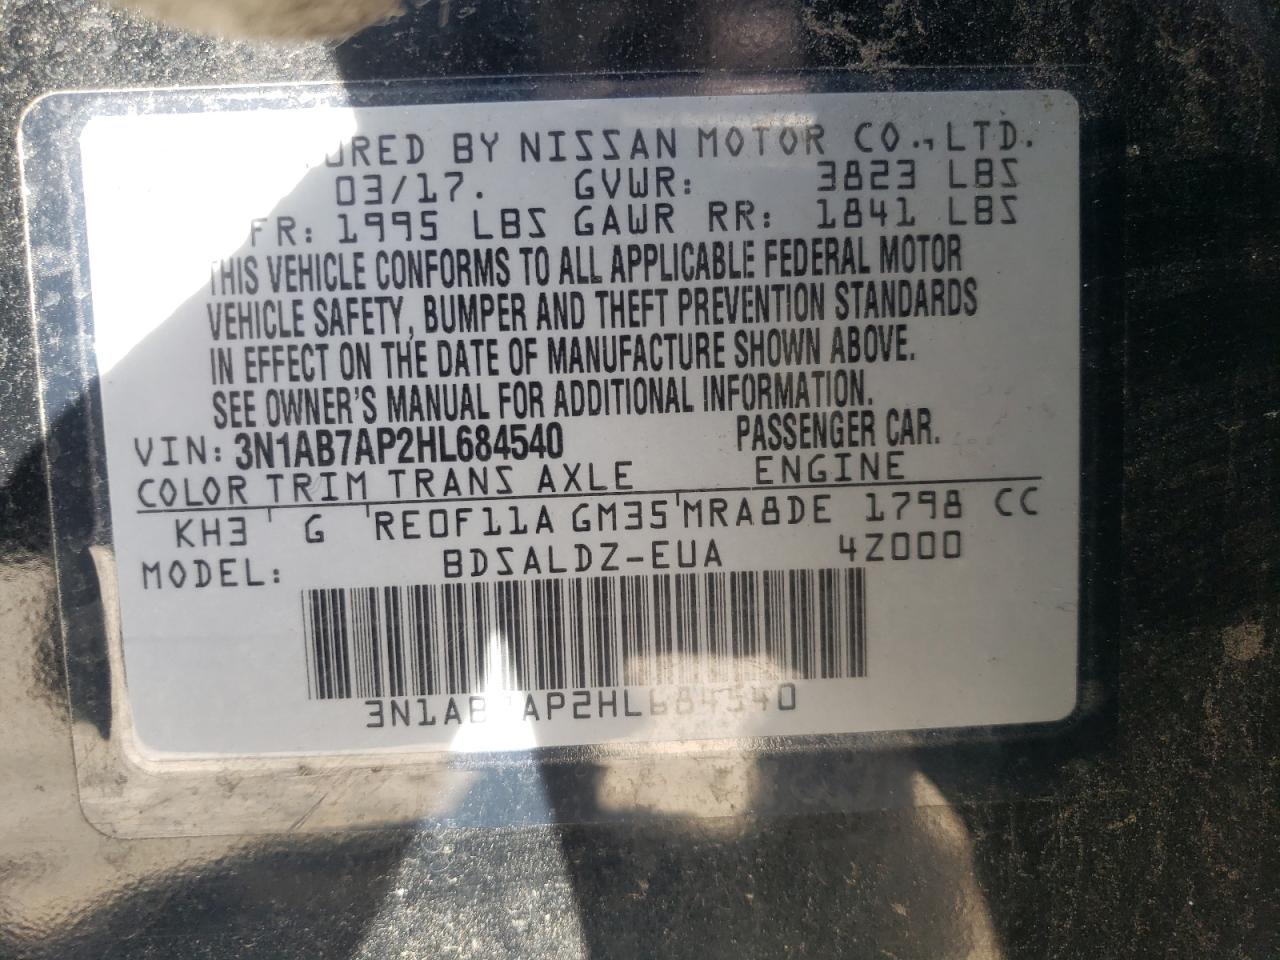 URED BY NISSAN MOTOR CO., LTD.
03/17. GVWR: 3823 LBS
FR: 1995 LBS GAWR RR: 1841 LBS
THIS VEHICLE CONFORMS TO ALL APPLICABLE FEDERAL MOTOR
VEHICLE SAFETY, BUMPER AND THEFT PREVENTION STANDARDS
IN EFFECT ON THE DATE OF MANUFACTURE SHOWN ABOVE.
SEE OWNER'S MANUAL FOR ADDITIONAL INFORMATION.
VIN: 3N1AB7AP2HL684540 PASSENGER CAR.
COLOR TRIM TRANS AXLE ENGINE
KH3 G RE0F11A GM35 MRA8DE 1798 CC
MODEL: BDSALDZ-EUA 4Z000
3N1AB7AP2HL684540